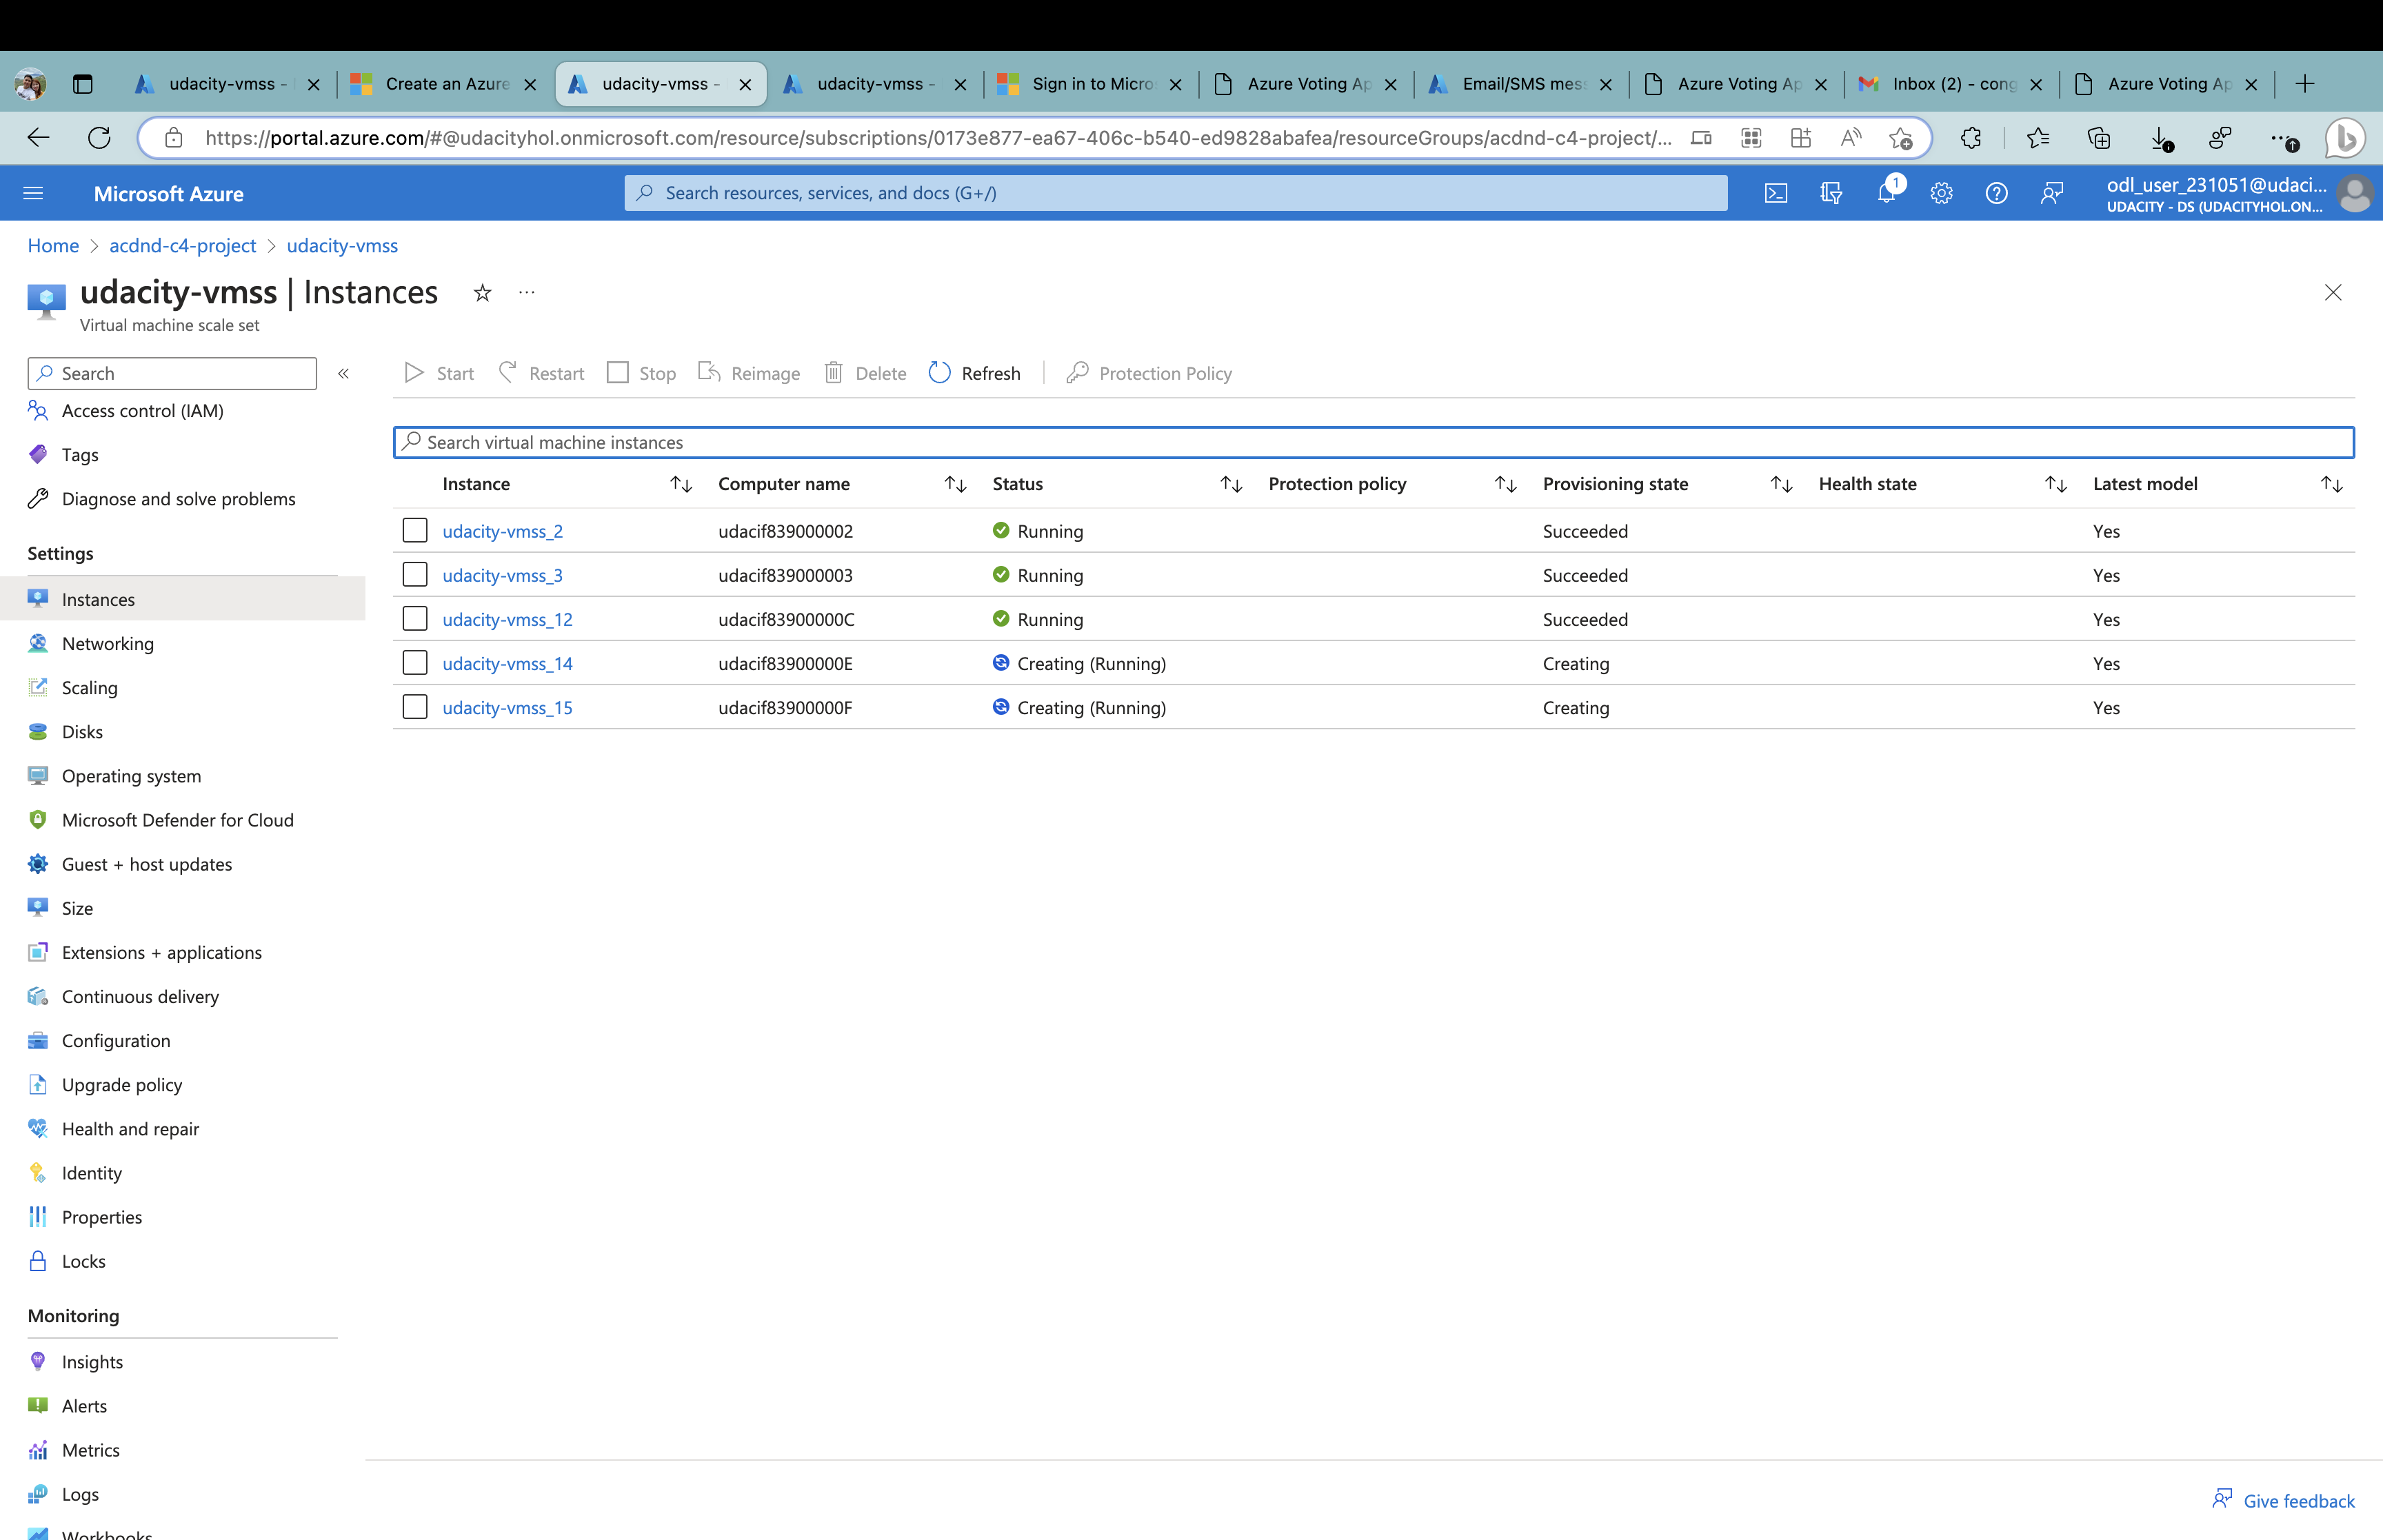 udacity-vmss -
Create an Azure
udacity-vmss -
udacity-vmss -
Sign in to Micro
Azure Voting Ap
Email/SMS mess
Azure Voting Ap
Inbox (2) - cong
Azure Voting Ap
https://portal.azure.com/#@udacityhol.onmicrosoft.com/resource/subscriptions/0173e877-ea67-406c-b540-ed9828abafea/resourceGroups/acdnd-c4-project/...
Microsoft Azure
Search resources, services, and docs (G+/)
1
odl_user_231051@udaci...
UDACITY - DS (UDACITYHOL.ON...
Home > acdnd-c4-project > udacity-vmss
udacity-vmss | Instances
Virtual machine scale set
Search
Start Restart Stop Reimage Delete Refresh Protection Policy
Access control (IAM)
Tags
Diagnose and solve problems
Settings
Instances
Networking
Scaling
Disks
Operating system
Microsoft Defender for Cloud
Guest + host updates
Size
Extensions + applications
Continuous delivery
Configuration
Upgrade policy
Health and repair
Identity
Properties
Locks
Monitoring
Insights
Alerts
Metrics
Logs
Workbooks
Search virtual machine instances
Instance Computer name Status Protection policy Provisioning state Health state Latest model
udacity-vmss_2 udacif839000002 Running Succeeded Yes
udacity-vmss_3 udacif839000003 Running Succeeded Yes
udacity-vmss_12 udacif83900000C Running Succeeded Yes
udacity-vmss_14 udacif83900000E Creating (Running) Creating Yes
udacity-vmss_15 udacif83900000F Creating (Running) Creating Yes
Give feedback